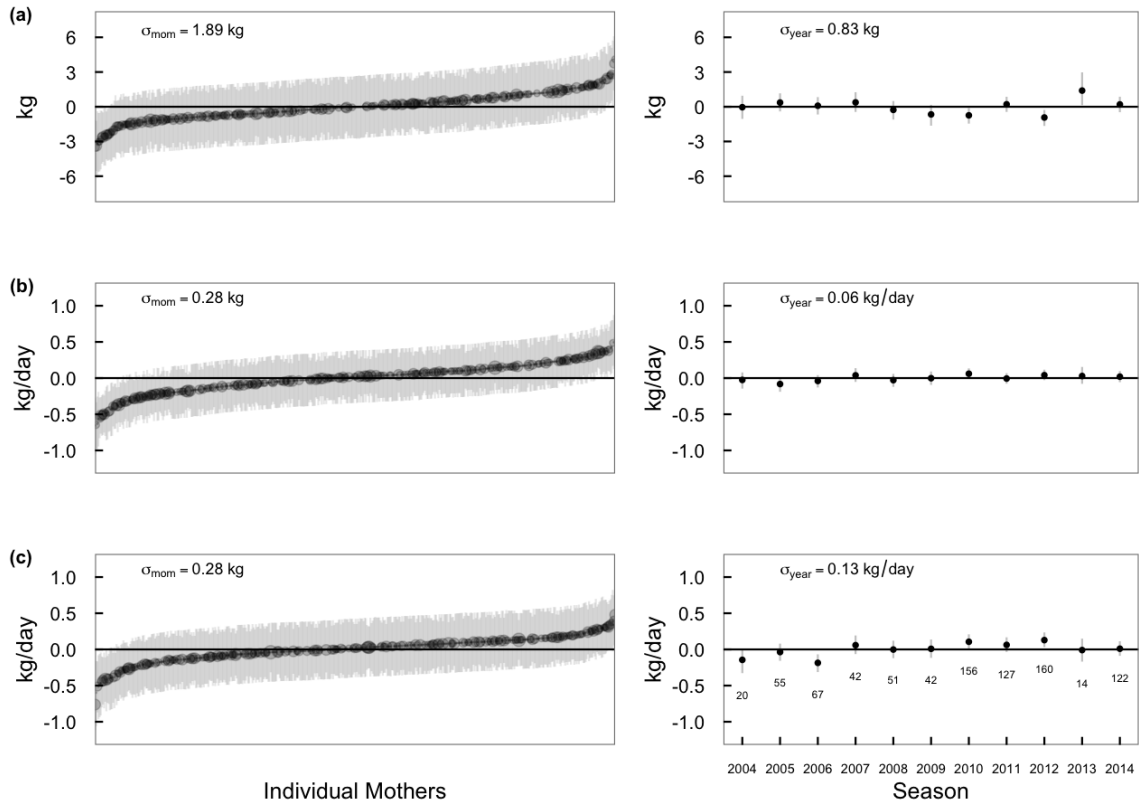 (a)
σmom = 1.89 kg
kg
6
3
0
-3
-6
σyear = 0.83 kg
kg
6
3
0
-3
-6
(b)
σmom = 0.28 kg
kg/day
1.0
0.5
0.0
-0.5
-1.0
σyear = 0.06 kg/day
kg/day
1.0
0.5
0.0
-0.5
-1.0
(c)
σmom = 0.28 kg
kg/day
1.0
0.5
0.0
-0.5
-1.0
σyear = 0.13 kg/day
kg/day
1.0
0.5
0.0
-0.5
-1.0
20 55 67 42 51 42 156 127 160 14 122
2004 2005 2006 2007 2008 2009 2010 2011 2012 2013 2014
Individual Mothers
Season